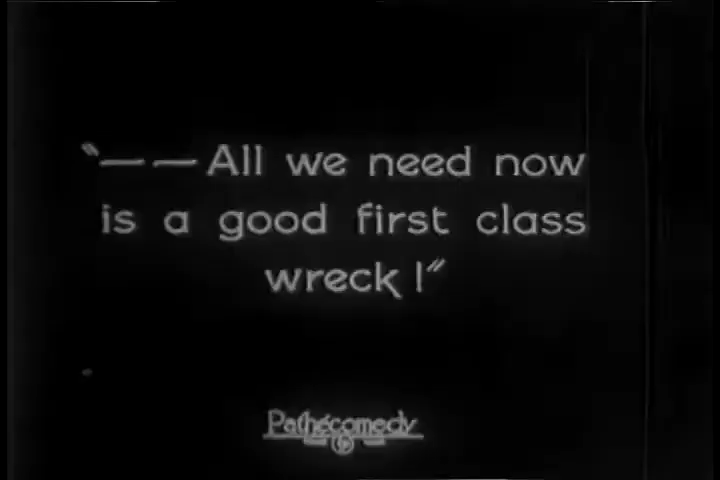 "— — All we need now
is a good first class
wreck!"
Pathécomedy